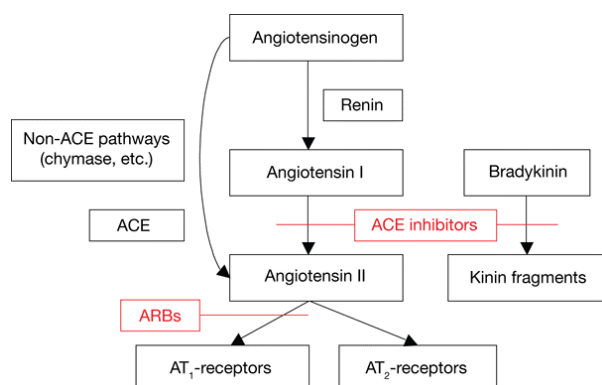 Angiotensinogen
Renin
Non-ACE pathways
(chymase, etc.)
Angiotensin I
Bradykinin
ACE
ACE inhibitors
Angiotensin II
Kinin fragments
ARBs
AT₁-receptors
AT₂-receptors